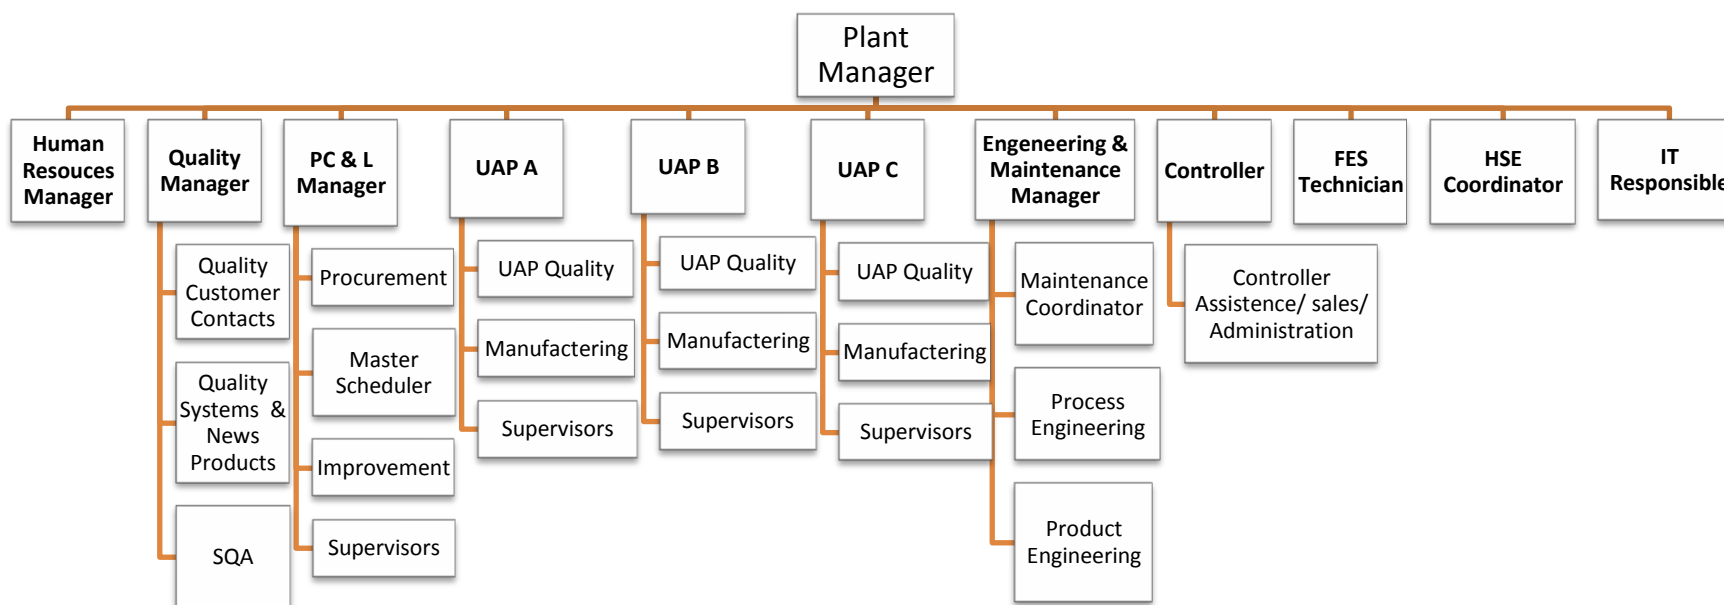 Plant
Manager
Human
Resouces
Manager
Quality
Manager
PC & L
Manager
UAP A
UAP B
UAP C
Engeneering &
Maintenance
Manager
Controller
FES
Technician
HSE
Coordinator
IT
Responsible
Quality
Customer
Contacts
Quality
Systems &
News
Products
SQA
Procurement
Master
Scheduler
Improvement
Supervisors
UAP Quality
Manufactering
Supervisors
UAP Quality
Manufactering
Supervisors
UAP Quality
Manufactering
Supervisors
Maintenance
Coordinator
Process
Engineering
Product
Engineering
Controller
Assistence/ sales/
Administration